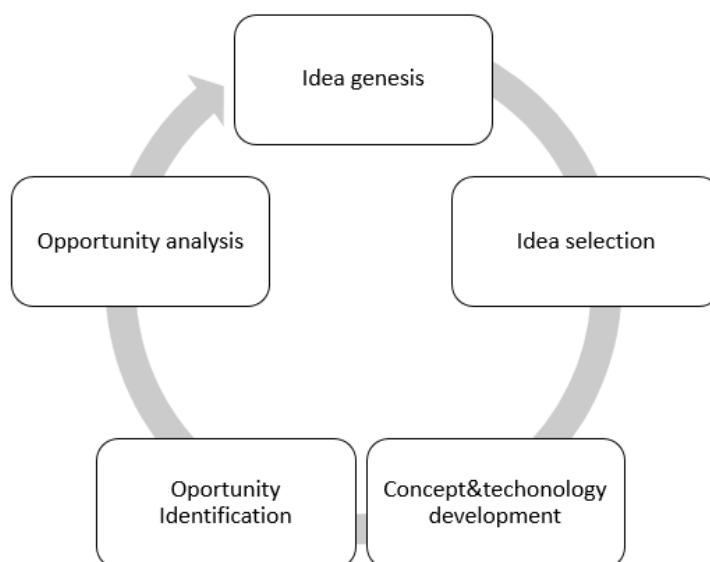 Idea genesis
Idea selection
Concept&techonology
development
Oportunity
Identification
Opportunity analysis